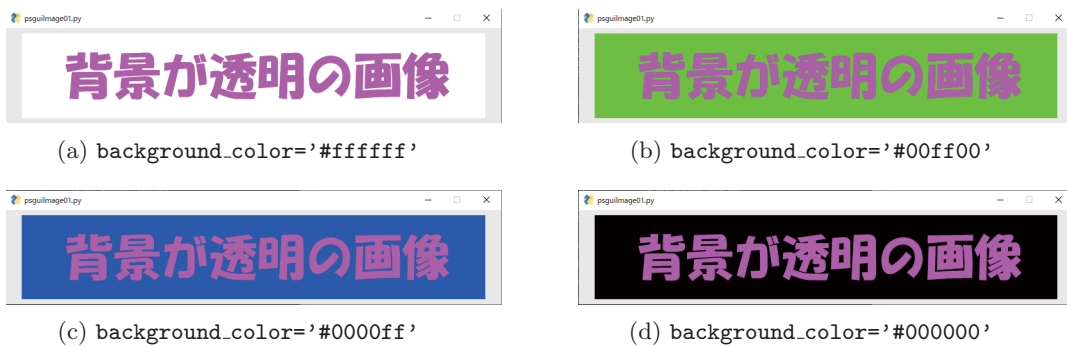 psguiImage01.py
背景が透明の画像
(a) background_color='#ffffff'
psguiImage01.py
背景が透明の画像
(b) background_color='#00ff00'
psguiImage01.py
背景が透明の画像
(c) background_color='#0000ff'
psguiImage01.py
背景が透明の画像
(d) background_color='#000000'